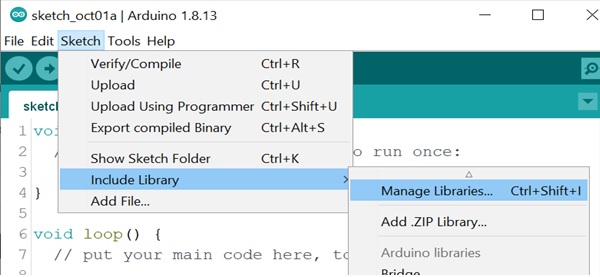 sketch_oct01a | Arduino 1.8.13
File Edit Sketch Tools Help
Verify/Compile Ctrl+R
Upload Ctrl+U
Upload Using Programmer Ctrl+Shift+U
Export compiled Binary Ctrl+Alt+S
Show Sketch Folder Ctrl+K
Include Library
Add File...
Manage Libraries... Ctrl+Shift+I
Add .ZIP Library...
Arduino libraries
Bridge
sketch
1 voi
2 / o run once:
3
4 }
5
6 void loop() {
7 // put your main code here, to